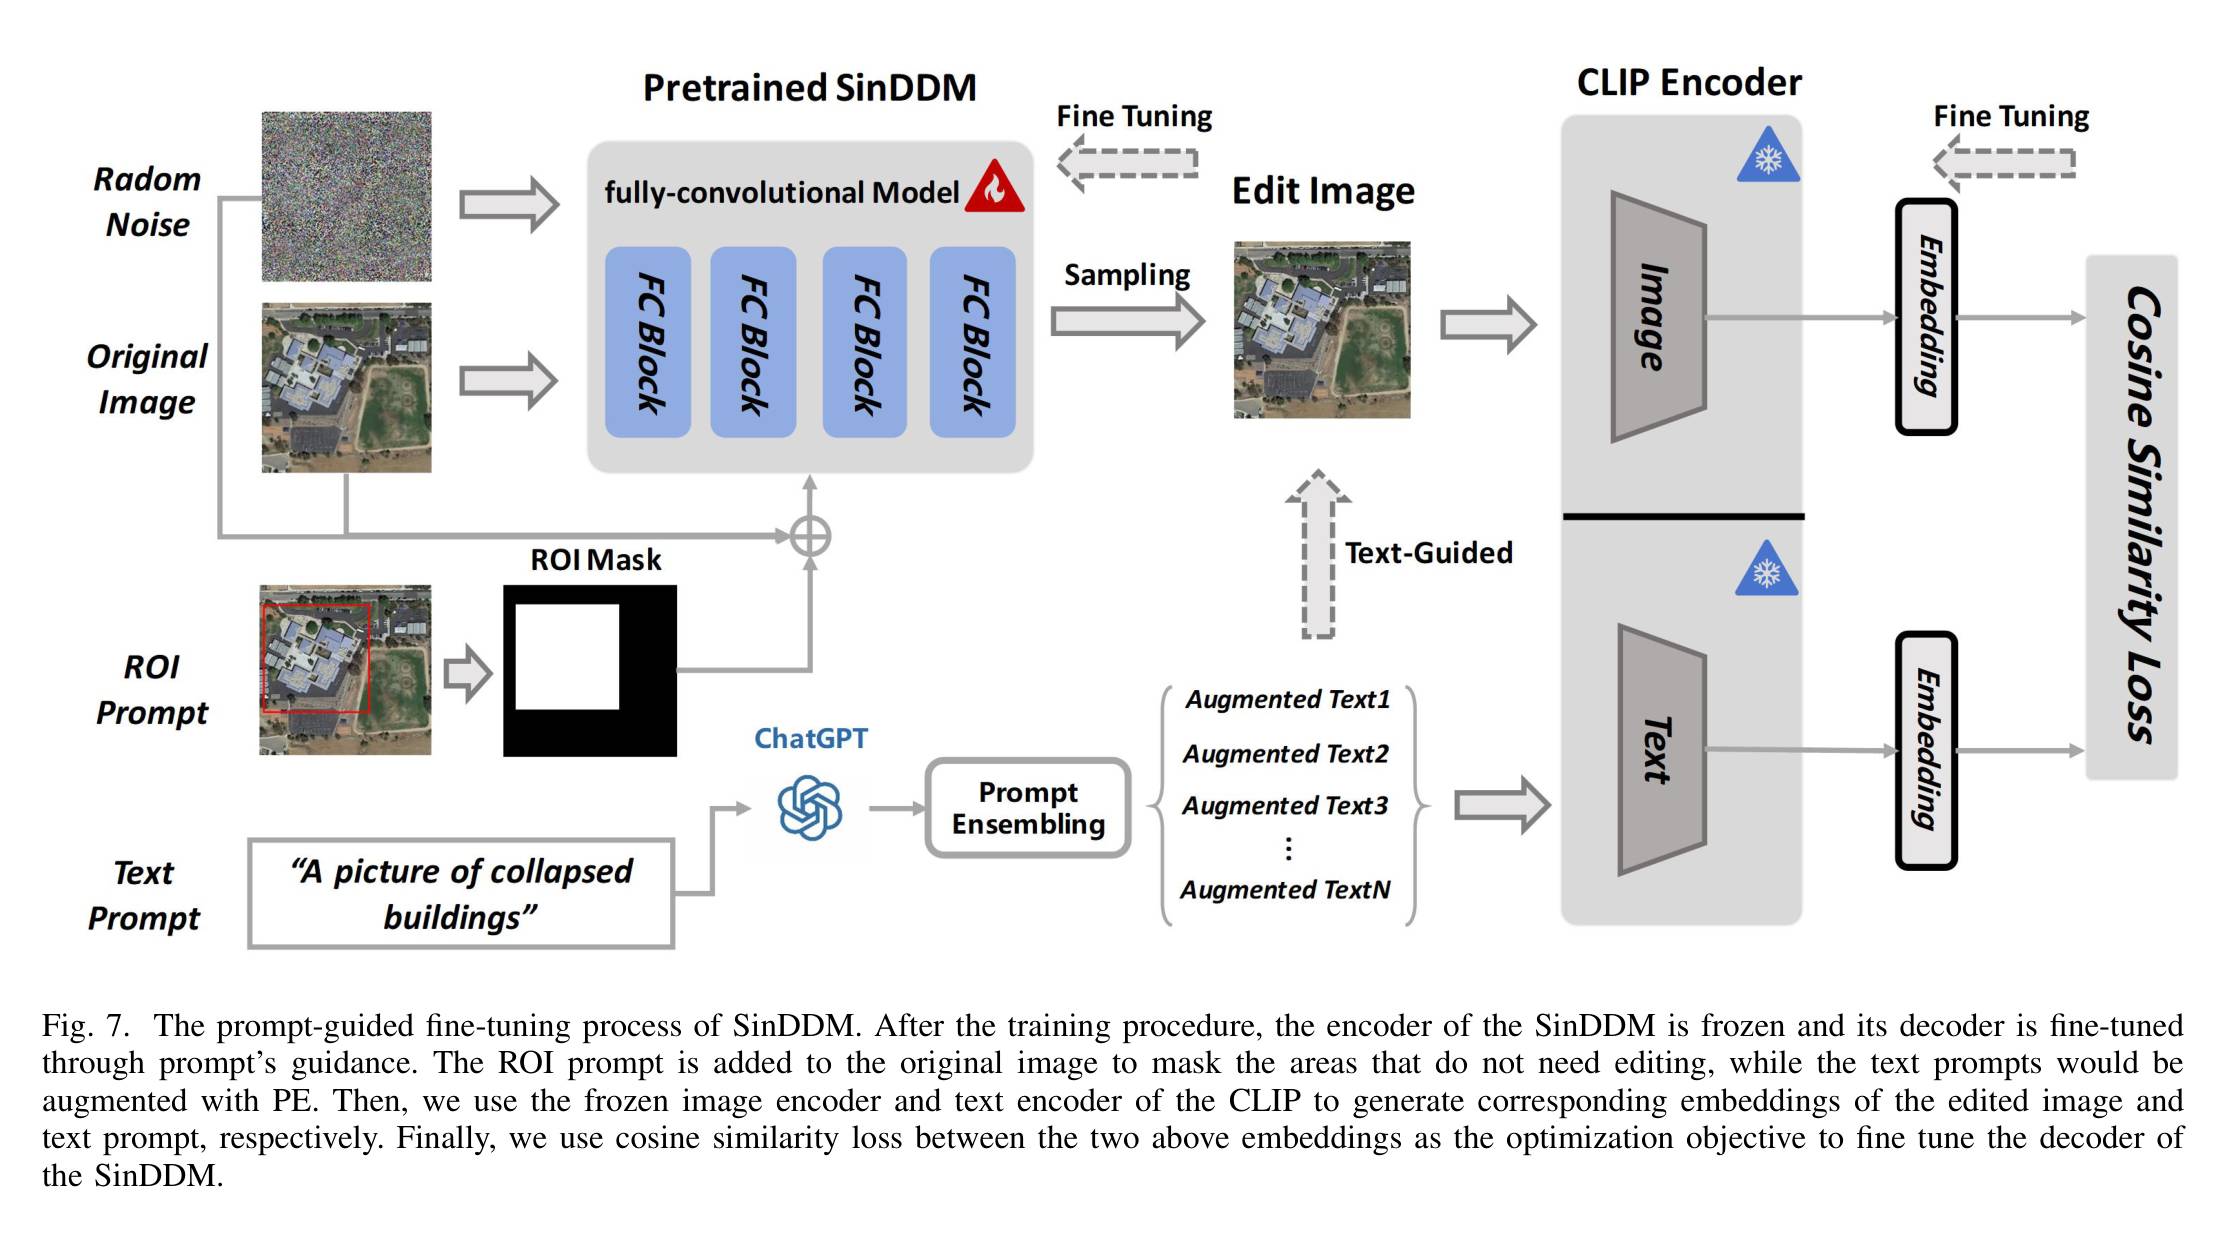 Pretrained SinDDM
CLIP Encoder
Fine Tuning
Fine Tuning
Radom
Noise
fully-convolutional Model
Edit Image
FC Block
FC Block
FC Block
FC Block
Sampling
Image
Embedding
Cosine Similarity Loss
Original
Image
ROI Mask
Text-Guided
ROI
Prompt
ChatGPT
Prompt
Ensembling
Augmented Text1
Augmented Text2
Augmented Text3
⋮
Augmented TextN
Text
Embedding
Text
Prompt
“A picture of collapsed
buildings”
Fig. 7. The prompt-guided fine-tuning process of SinDDM. After the training procedure, the encoder of the SinDDM is frozen and its decoder is fine-tuned
through prompt’s guidance. The ROI prompt is added to the original image to mask the areas that do not need editing, while the text prompts would be
augmented with PE. Then, we use the frozen image encoder and text encoder of the CLIP to generate corresponding embeddings of the edited image and
text prompt, respectively. Finally, we use cosine similarity loss between the two above embeddings as the optimization objective to fine tune the decoder of
the SinDDM.